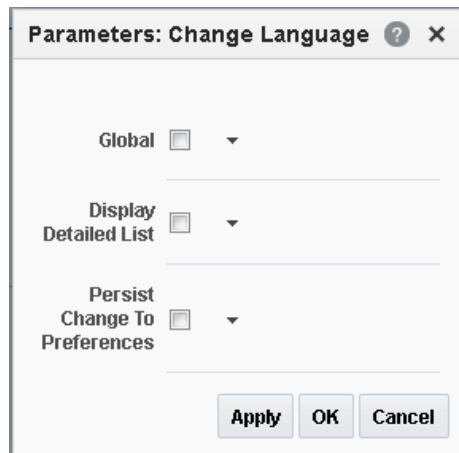 Parameters: Change Language ?
Global
Display
Detailed List
Persist
Change To
Preferences
Apply OK Cancel